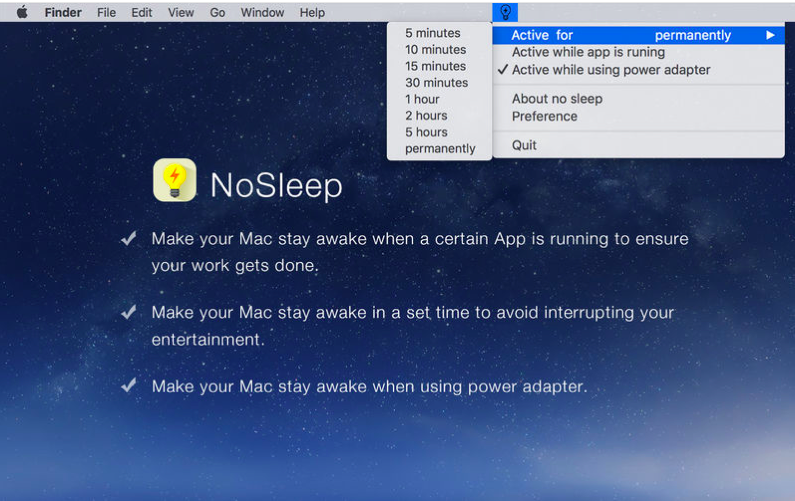 Finder File Edit View Go Window Help
5 minutes
10 minutes
15 minutes
30 minutes
1 hour
2 hours
5 hours
permanently
Active for permanently
Active while app is runing
Active while using power adapter
About no sleep
Preference
Quit
NoSleep
Make your Mac stay awake when a certain App is running to ensure
your work gets done.
Make your Mac stay awake in a set time to avoid interrupting your
entertainment.
Make your Mac stay awake when using power adapter.